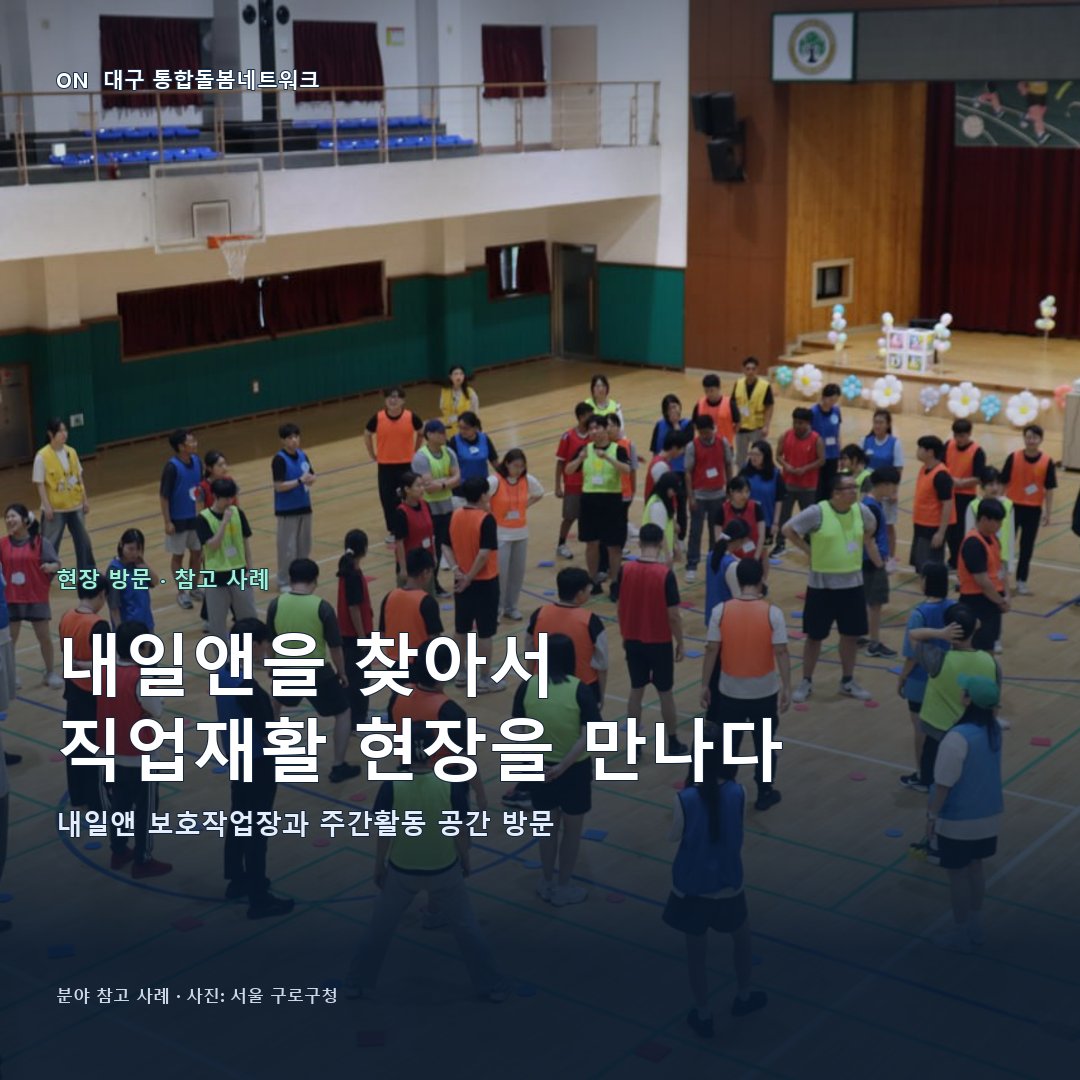 ON 대구 통합돌봄네트워크
현장 방문 · 참고 사례
내일앤을 찾아서
직업재활 현장을 만나다
내일앤 보호작업장과 주간활동 공간 방문
분야 참고 사례 · 사진: 서울 구로구청